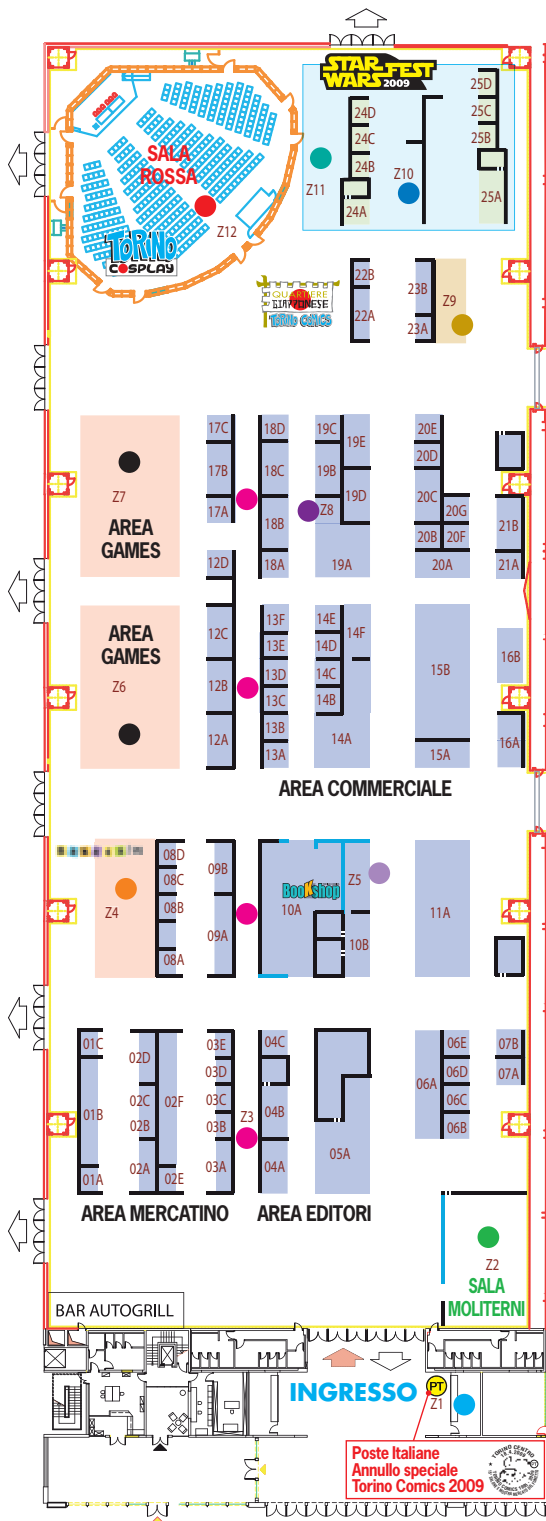 STAR WARS FEST
2009
25D
25C
25B
25A
24D
24C
24B
24A
Z11
Z10
SALA
ROSSA
Z12
TORINO
COSPLAY
22B
22A
23B
23A
Z9
QUARTIERE
TORINO COMICS
17C
17B
17A
18D
18C
18B
18A
19C
19B
Z8
19E
19D
19A
20E
20D
20C
20G
20B
20F
20A
21B
21A
Z7
AREA
GAMES
12D
12C
12B
12A
AREA
GAMES
Z6
13F
13E
13D
13C
13B
13A
14E
14D
14C
14B
14F
14A
15B
15A
16B
16A
AREA COMMERCIALE
08D
08C
08B
08A
Z4
09B
09A
BooKshop
10A
Z5
10B
11A
01C
01B
01A
02D
02C
02B
02A
02F
02E
03E
03D
03C
03B
03A
Z3
04C
04B
04A
05A
06A
06E
06D
06C
06B
07B
07A
AREA MERCATINO
AREA EDITORI
Z2
SALA
MOLITERNI
BAR AUTOGRILL
INGRESSO
PT
Z1
Poste Italiane
Annullo speciale
Torino Comics 2009
TORINO CENTRO